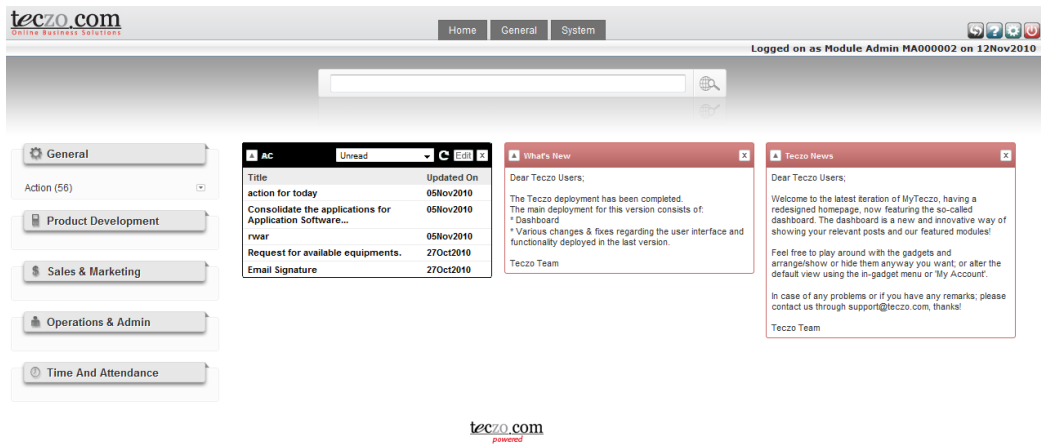 teczo.com
Online Business Solutions
Home General System
Logged on as Module Admin MA000002 on 12Nov2010
General
Action (56)
Product Development
Sales & Marketing
Operations & Admin
Time And Attendance
AC Unread Edit x
Title Updated On
action for today 05Nov2010
Consolidate the applications for 05Nov2010
Application Software...
rwar 05Nov2010
Request for available equipments. 27Oct2010
Email Signature 27Oct2010
What's New x
Dear Teczo Users;
The Teczo deployment has been completed.
The main deployment for this version consists of:
* Dashboard
* Various changes & fixes regarding the user interface and
functionality deployed in the last version.
Teczo Team
Teczo News x
Dear Teczo Users;
Welcome to the latest iteration of MyTeczo, having a
redesigned homepage, now featuring the so-called
dashboard. The dashboard is a new and innovative way of
showing your relevant posts and our featured modules!
Feel free to play around with the gadgets and
arrange/show or hide them anyway you want; or alter the
default view using the in-gadget menu or 'My Account'.
In case of any problems or if you have any remarks; please
contact us through support@teczo.com, thanks!
Teczo Team
teczo.com
powered